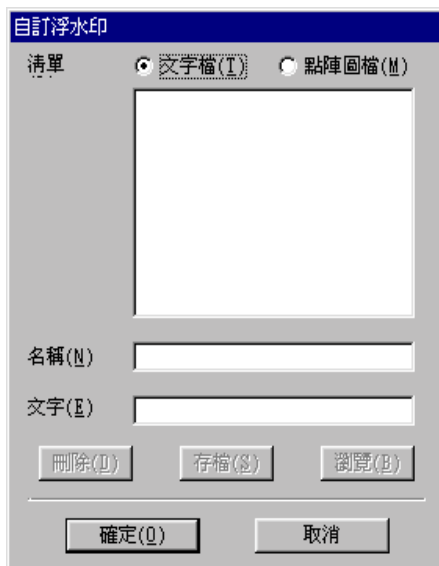 自訂浮水印
清單 文字檔(T) 點陣圖檔(M)
名稱(N)
文字(E)
刪除(D) 存檔(S) 瀏覽(B)
確定(O) 取消